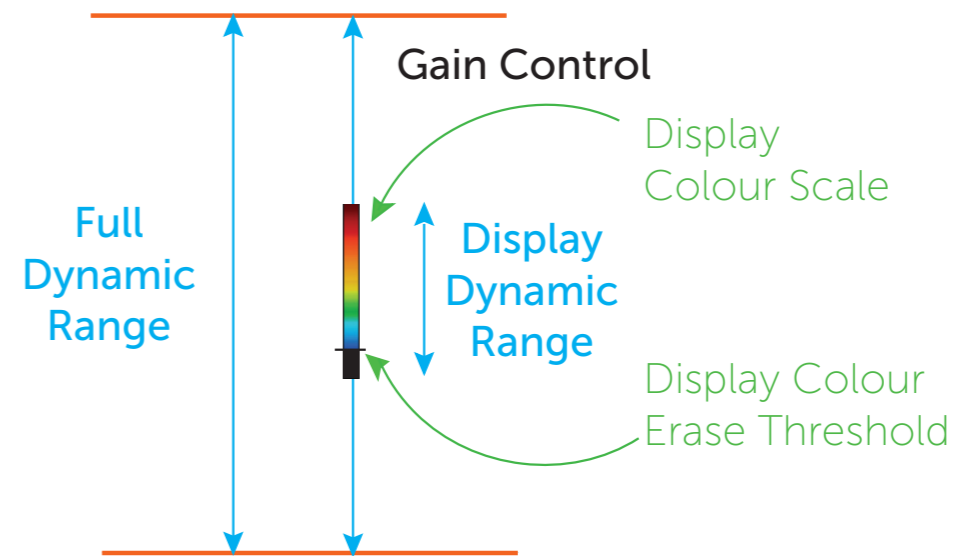 Gain Control
Display
Colour Scale
Full
Dynamic
Range
Display
Dynamic
Range
Display Colour
Erase Threshold